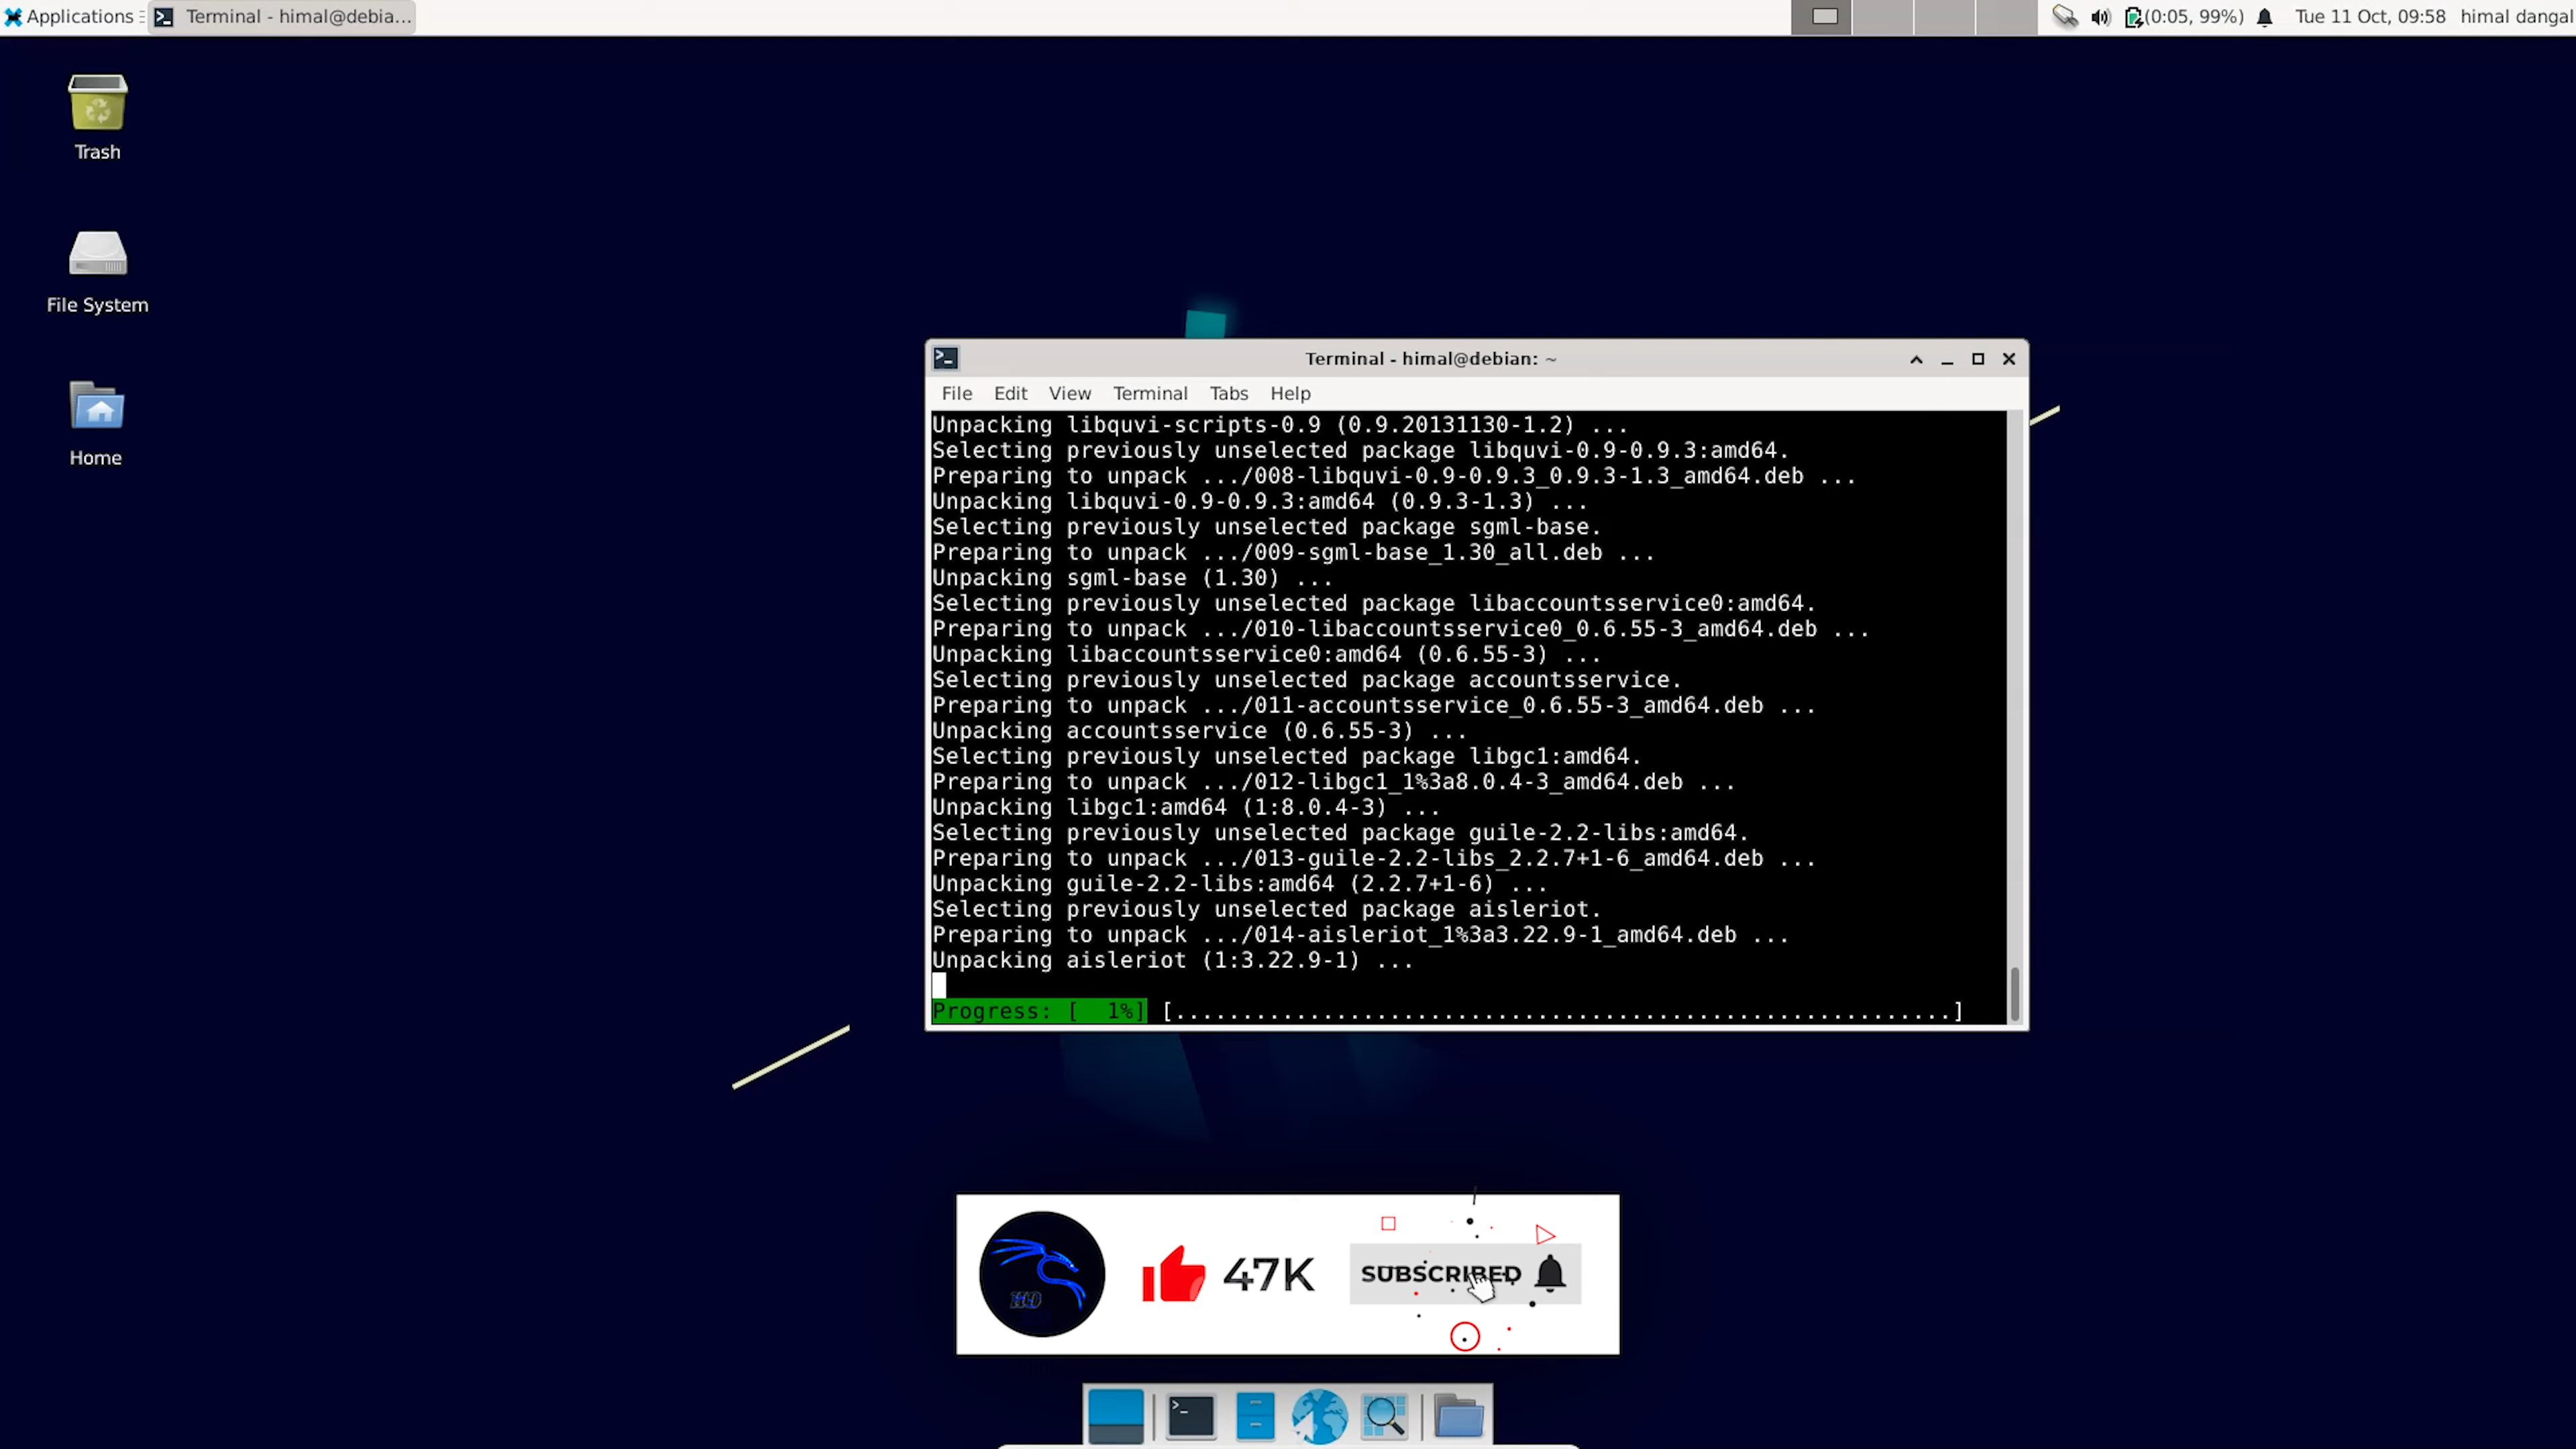 Applications
Terminal - himal@debia...
(0:05, 99%)
Tue 11 Oct, 09:58
himal dangal
Trash
File System
Home
Terminal - himal@debian: ~
File Edit View Terminal Tabs Help
Unpacking libquvi-scripts-0.9 (0.9.20131130-1.2) ...
Selecting previously unselected package libquvi-0.9-0.9.3:amd64.
Preparing to unpack .../008-libquvi-0.9-0.9.3_0.9.3-1.3_amd64.deb ...
Unpacking libquvi-0.9-0.9.3:amd64 (0.9.3-1.3) ...
Selecting previously unselected package sgml-base.
Preparing to unpack .../009-sgml-base_1.30_all.deb ...
Unpacking sgml-base (1.30) ...
Selecting previously unselected package libaccountsservice0:amd64.
Preparing to unpack .../010-libaccountsservice0_0.6.55-3_amd64.deb ...
Unpacking libaccountsservice0:amd64 (0.6.55-3) ...
Selecting previously unselected package accountsservice.
Preparing to unpack .../011-accountsservice_0.6.55-3_amd64.deb ...
Unpacking accountsservice (0.6.55-3) ...
Selecting previously unselected package libgc1:amd64.
Preparing to unpack .../012-libgc1_1%3a8.0.4-3_amd64.deb ...
Unpacking libgc1:amd64 (1:8.0.4-3) ...
Selecting previously unselected package guile-2.2-libs:amd64.
Preparing to unpack .../013-guile-2.2-libs_2.2.7+1-6_amd64.deb ...
Unpacking guile-2.2-libs:amd64 (2.2.7+1-6) ...
Selecting previously unselected package aisleriot.
Preparing to unpack .../014-aisleriot_1%3a3.22.9-1_amd64.deb ...
Unpacking aisleriot (1:3.22.9-1) ...
Progress: [  1%] [..........................................................]
47K
SUBSCRIBED